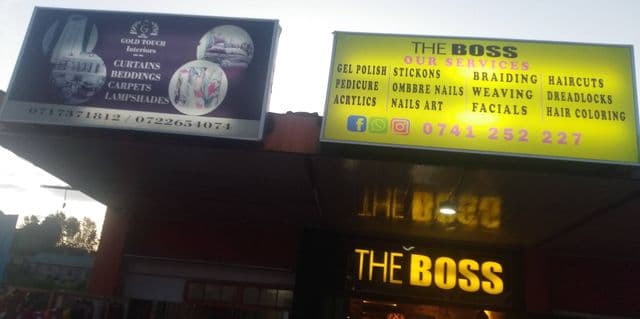 G
GOLD TOUCH
Interiors
CURTAINS
BEDDINGS
CARPETS
LAMPSHADES
0717371812 / 0722654074
THE BOSS
OUR SERVICES
GEL POLISH
PEDICURE
ACRYLICS
STICKONS
OMBBRE NAILS
NAILS ART
BRAIDING
WEAVING
FACIALS
HAIRCUTS
DREADLOCKS
HAIR COLORING
0741 252 227
THE BOSS
THE BOSS